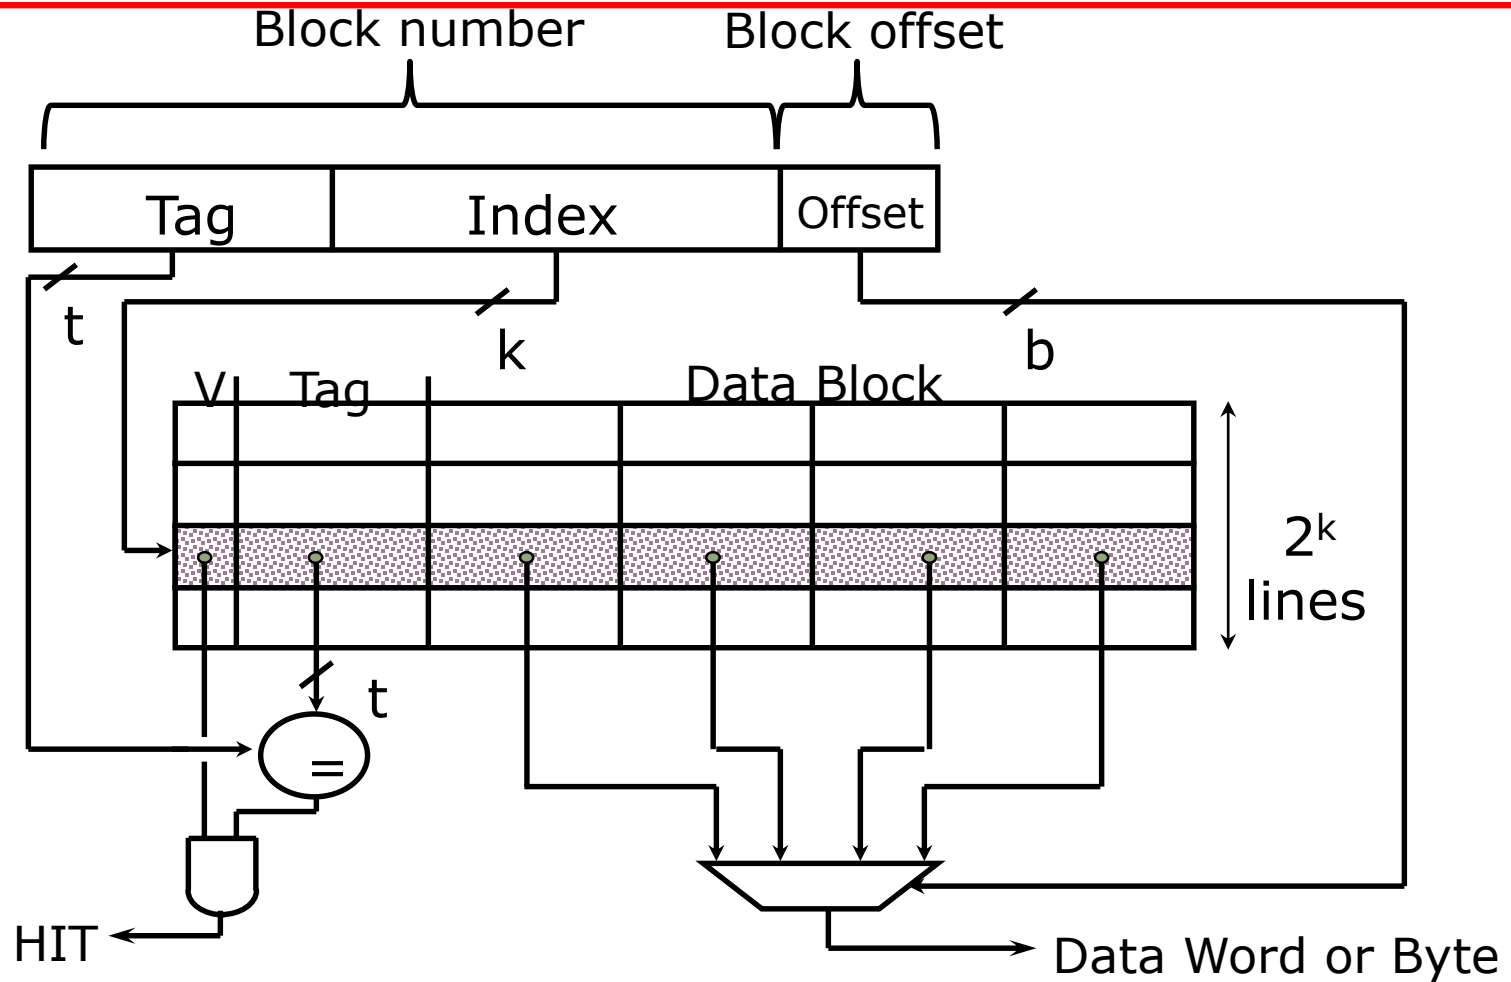 Block number
Block offset
Tag
Index
Offset
t
k
b
V
Tag
Data Block
2ᵏ
lines
t
=
HIT
Data Word or Byte